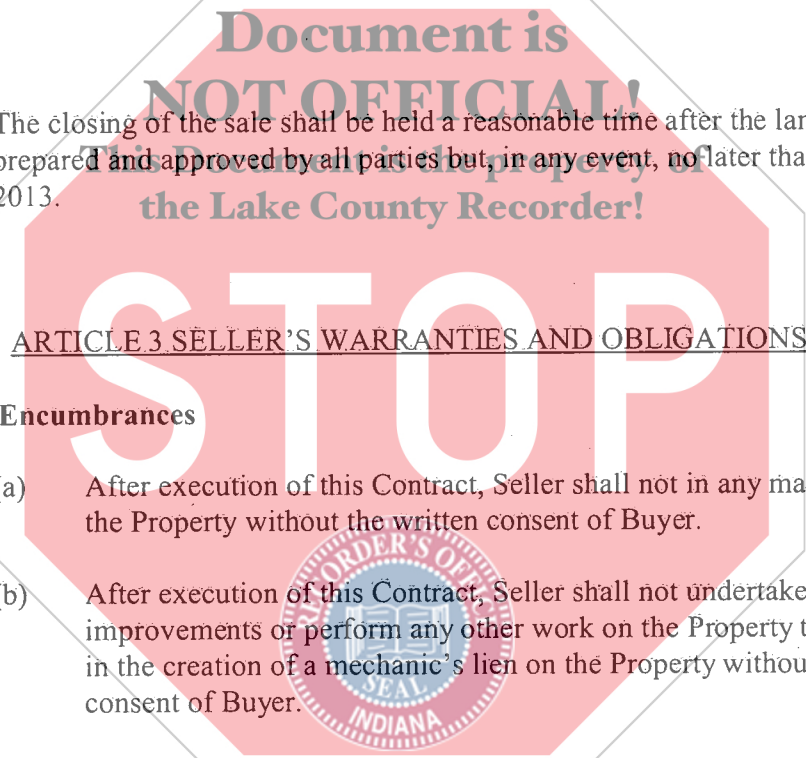 Document is
NOT OFFICIAL!
The closing of the sale shall be held a reasonable time after the lan
prepared and approved by all parties but, in any event, no later tha
This Document is the property of
2013.
the Lake County Recorder!
STOP
ARTICLE 3 SELLER'S WARRANTIES AND OBLIGATIONS
Encumbrances
(a) After execution of this Contract, Seller shall not in any ma
the Property without the written consent of Buyer.
(b) After execution of this Contract, Seller shall not undertake
improvements or perform any other work on the Property t
in the creation of a mechanic's lien on the Property withou
consent of Buyer.
RECORDER'S OFFICE
SEAL
INDIANA